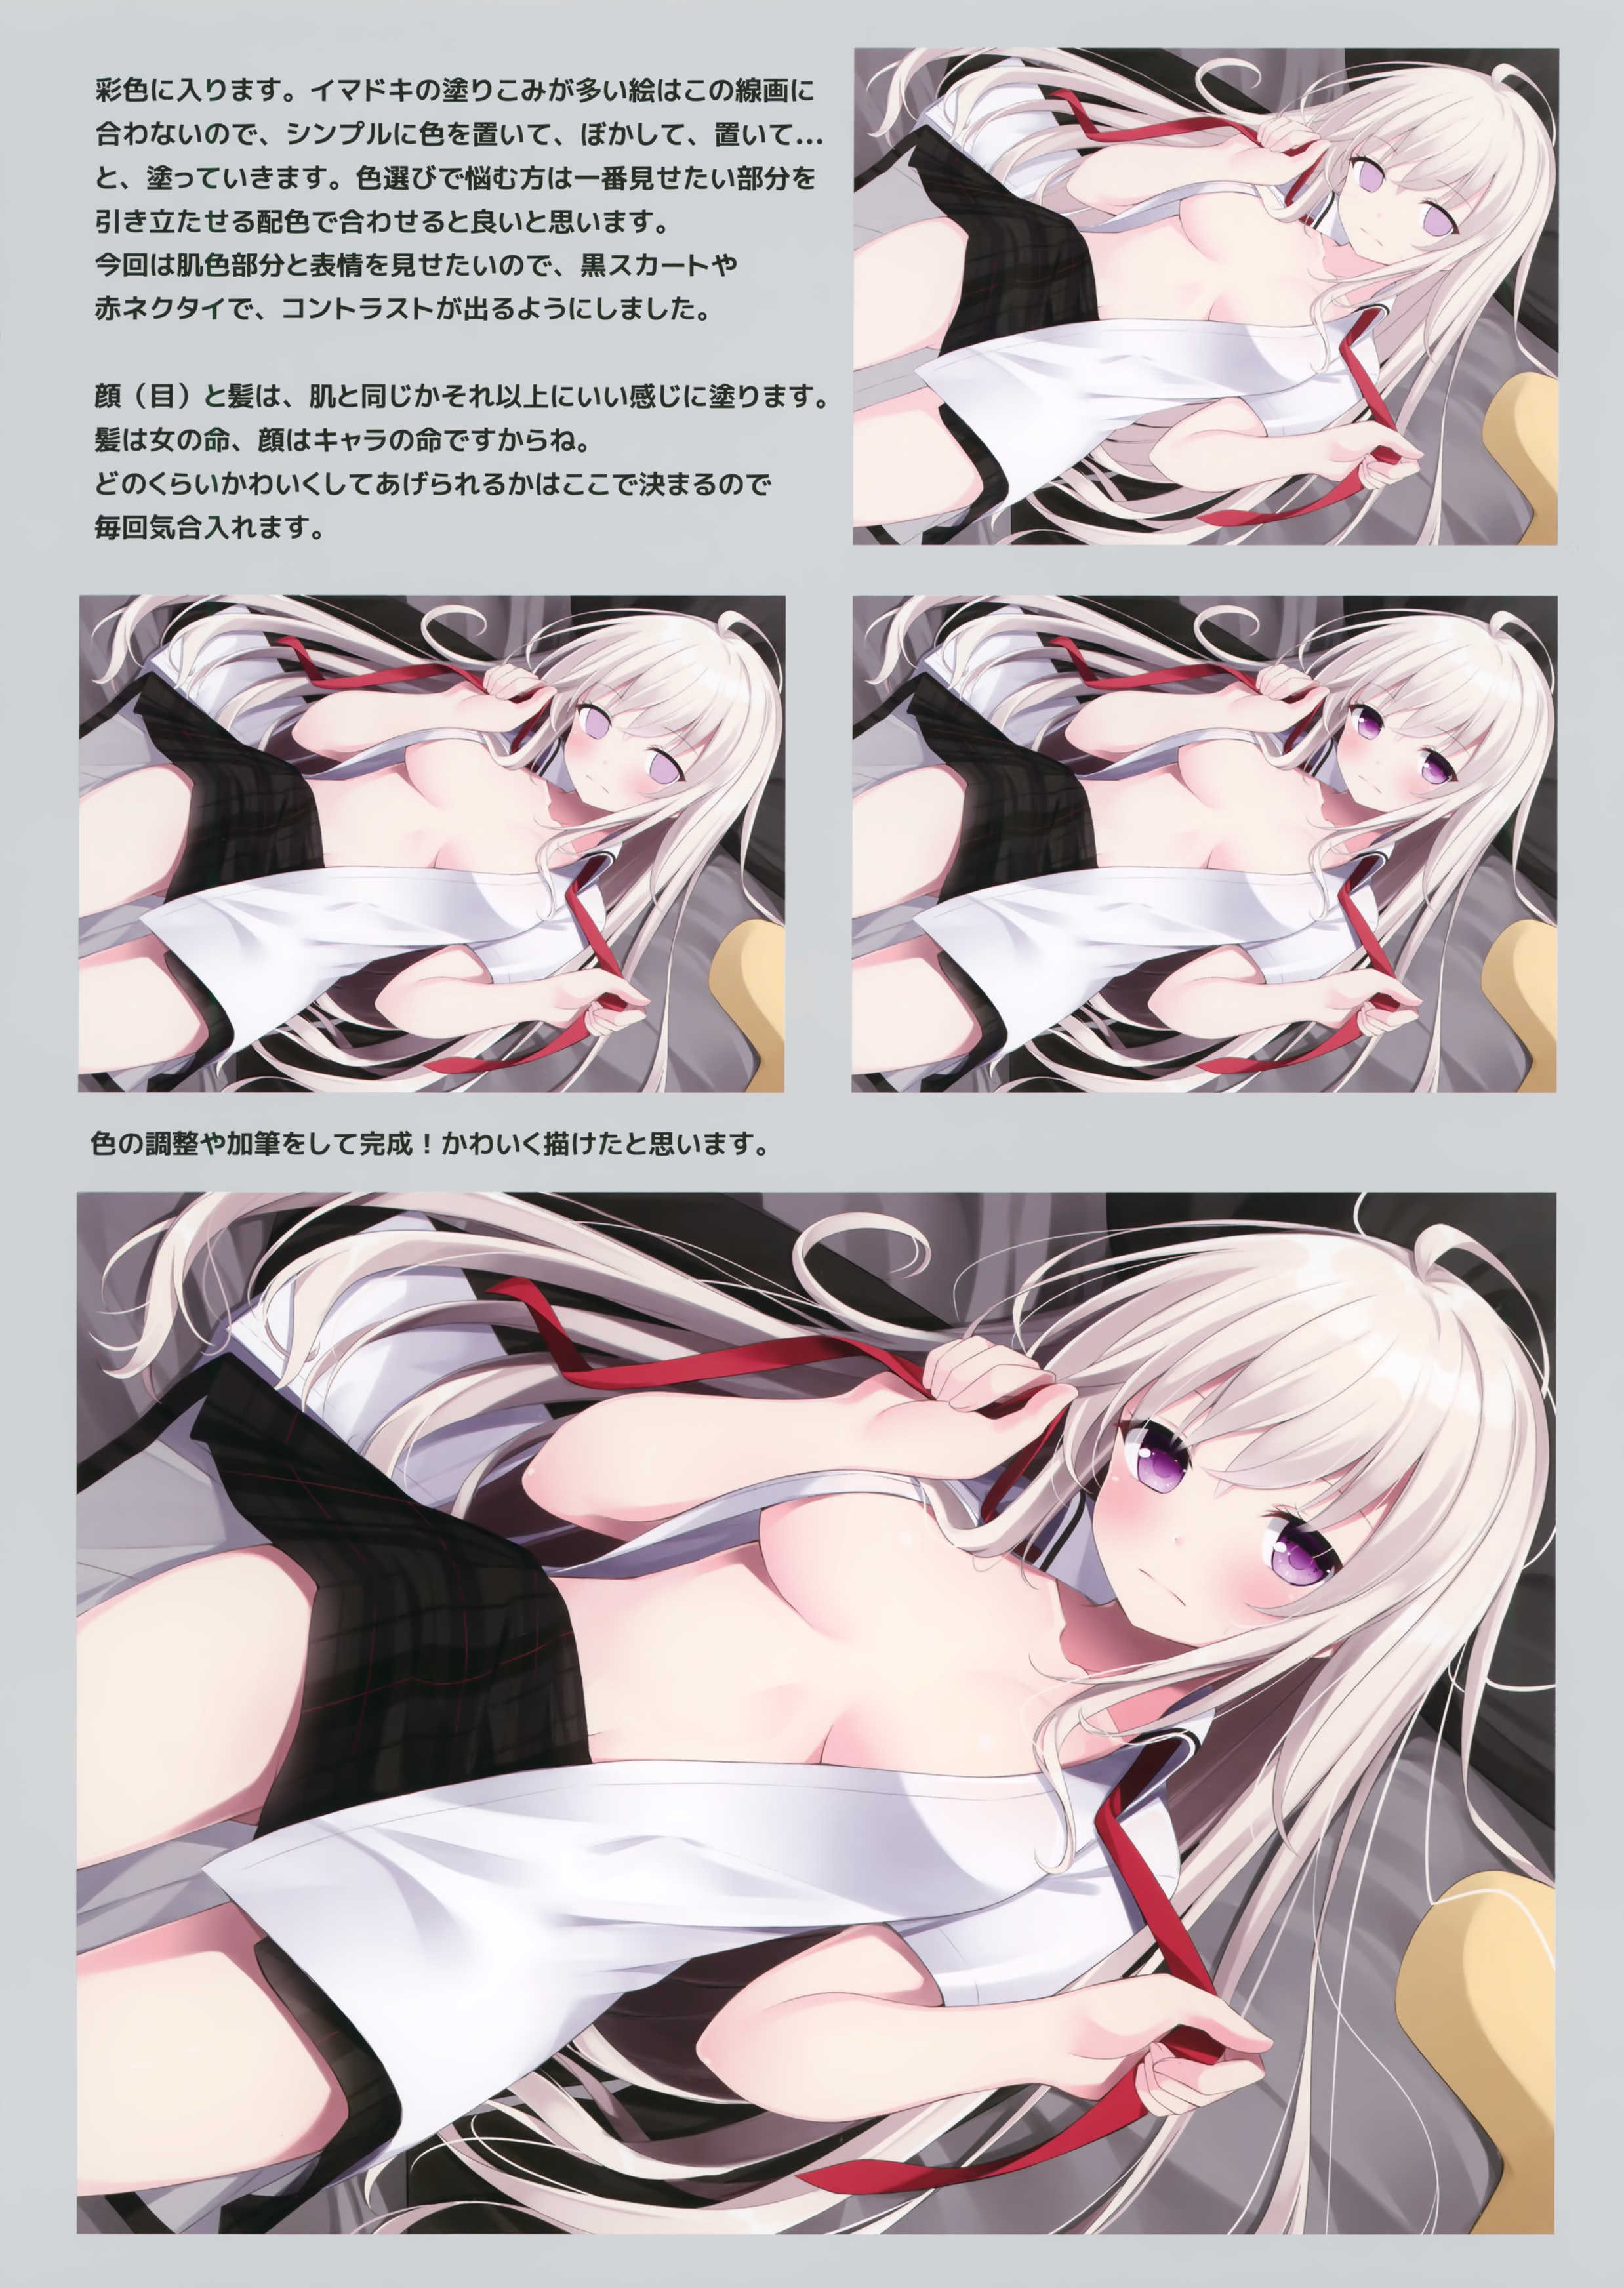 彩色に入ります。イマドキの塗りこみが多い絵はこの線画に
合わないので、シンプルに色を置いて、ぼかして、置いて…
と、塗っていきます。色選びで悩む方は一番見せたい部分を
引き立たせる配色で合わせると良いと思います。
今回は肌色部分と表情を見せたいので、黒スカートや
赤ネクタイで、コントラストが出るようにしました。
顔（目）と髪は、肌と同じかそれ以上にいい感じに塗ります。
髪は女の命、顔はキャラの命ですからね。
どのくらいかわいくしてあげられるかはここで決まるので
毎回気合入れます。
色の調整や加筆をして完成！かわいく描けたと思います。